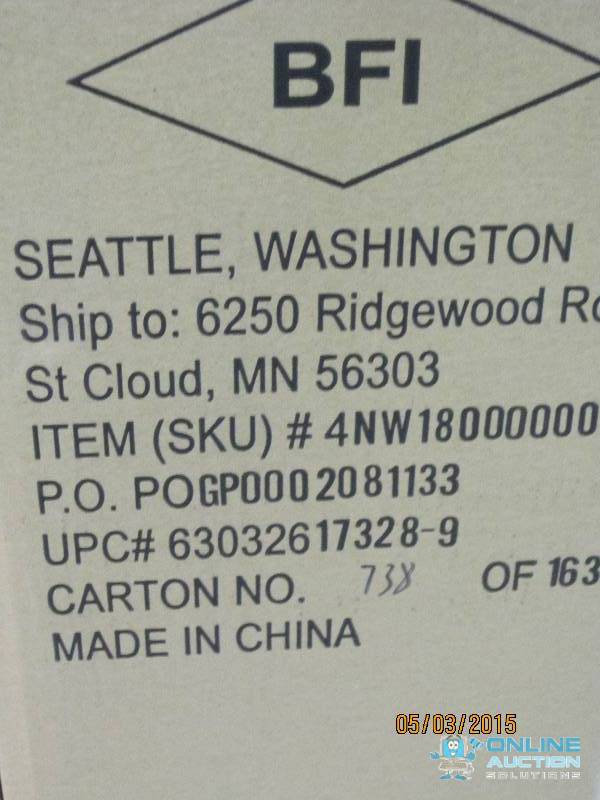 BFI
SEATTLE, WASHINGTON
Ship to: 6250 Ridgewood
St Cloud, MN 56303
ITEM (SKU) # 4NW18000000
P.O. POGP0002081133
UPC# 63032617328-9
CARTON NO. 738 OF 163
MADE IN CHINA
05/03/2015
ONLINE
AUCTION
SOLUTIONS